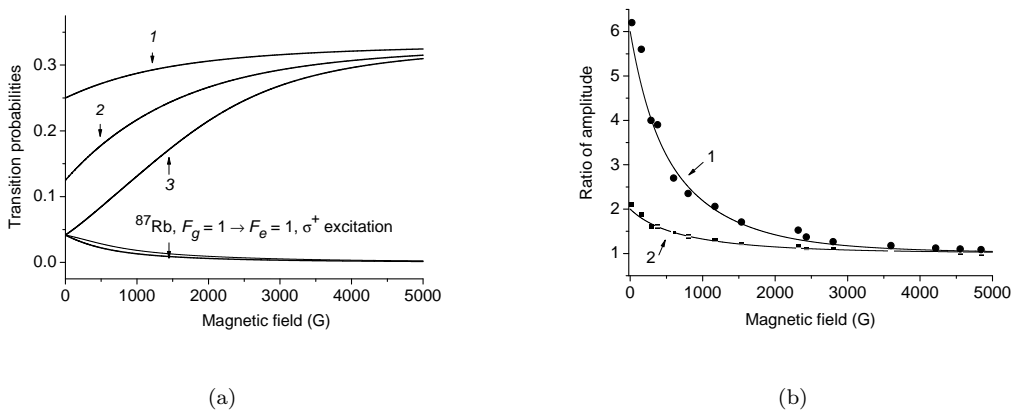 Transition probabilities
0.3
0.2
0.1
0.0
1
2
3
⁸⁷Rb, F_g = 1 → F_e = 1, σ⁺ excitation
0 1000 2000 3000 4000 5000
Magnetic field (G)
(a)
Ratio of amplitude
6
5
4
3
2
1
1
2
0 1000 2000 3000 4000 5000
Magnetic field (G)
(b)